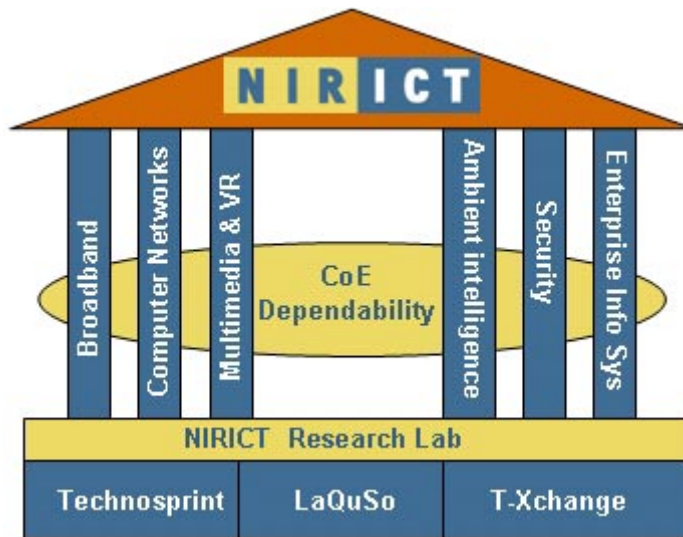 NIRICT
Broadband
Computer Networks
Multimedia & VR
CoE
Dependability
Ambient intelligence
Security
Enterprise Info Sys
NIRICT Research Lab
Technosprint
LaQuSo
T-Xchange